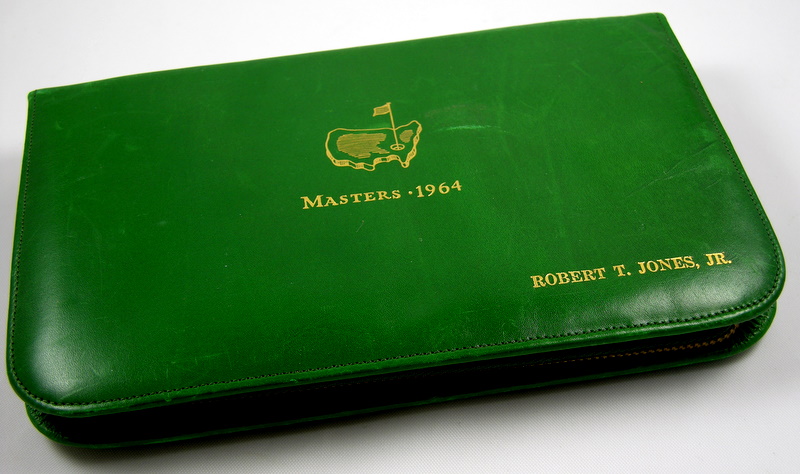 MASTERS · 1964
ROBERT T. JONES, JR.